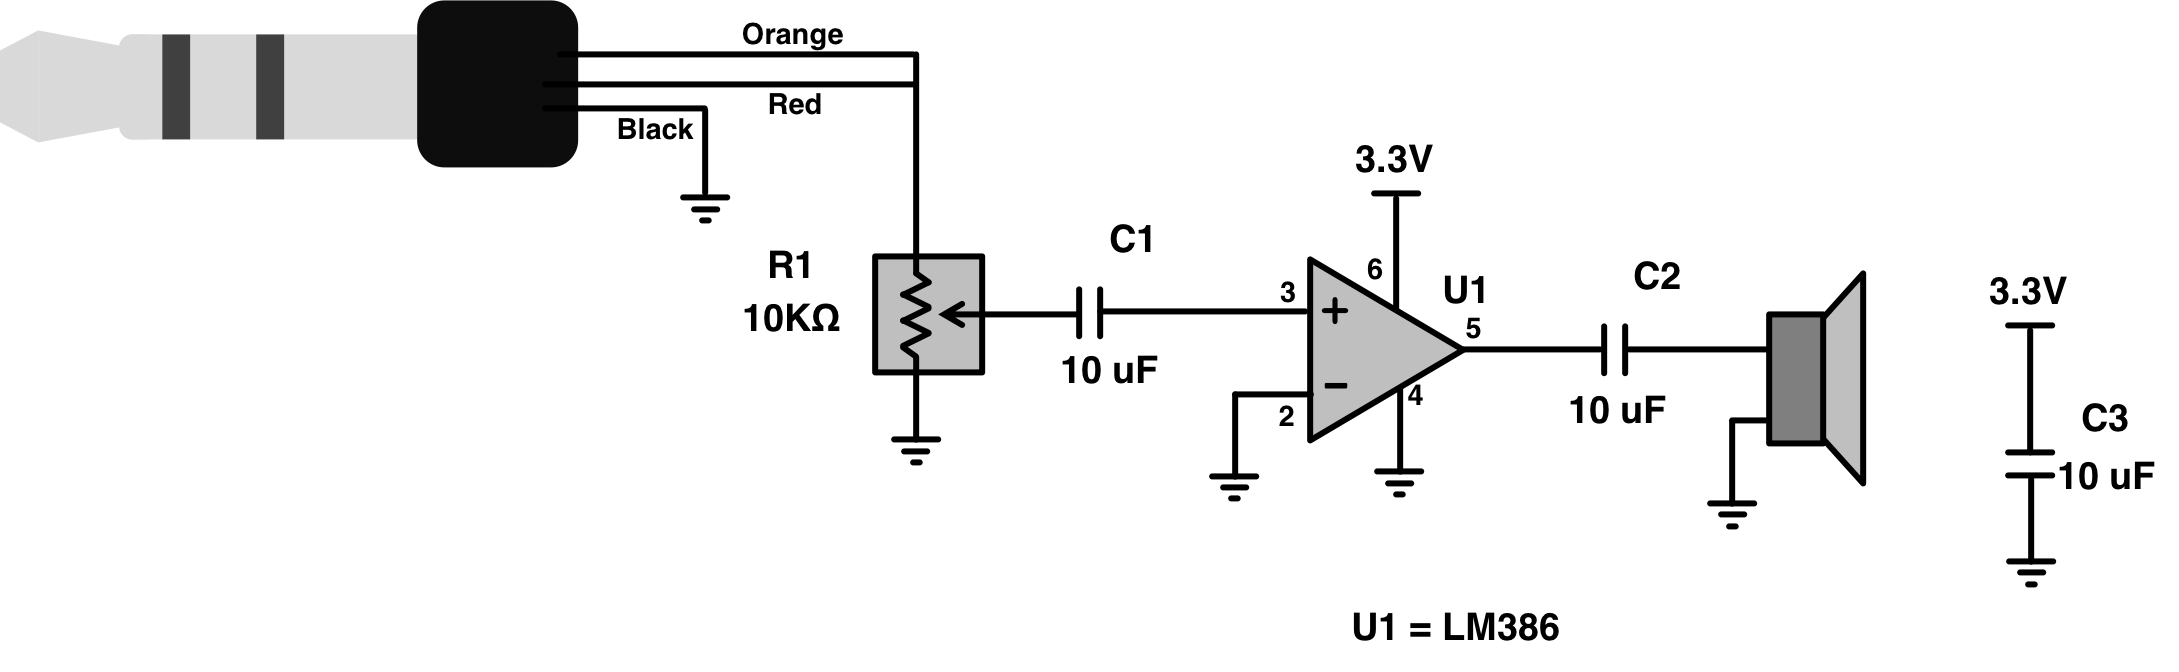 Orange
Red
Black
3.3V
R1
10KΩ
C1
10 uF
3
+
6
U1
5
−
2
4
C2
10 uF
3.3V
C3
10 uF
U1 = LM386